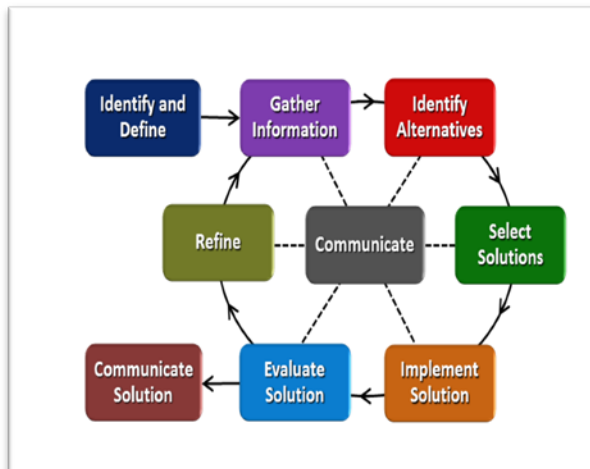 Identify and
Define
Gather
Information
Identify
Alternatives
Refine
Communicate
Select
Solutions
Communicate
Solution
Evaluate
Solution
Implement
Solution